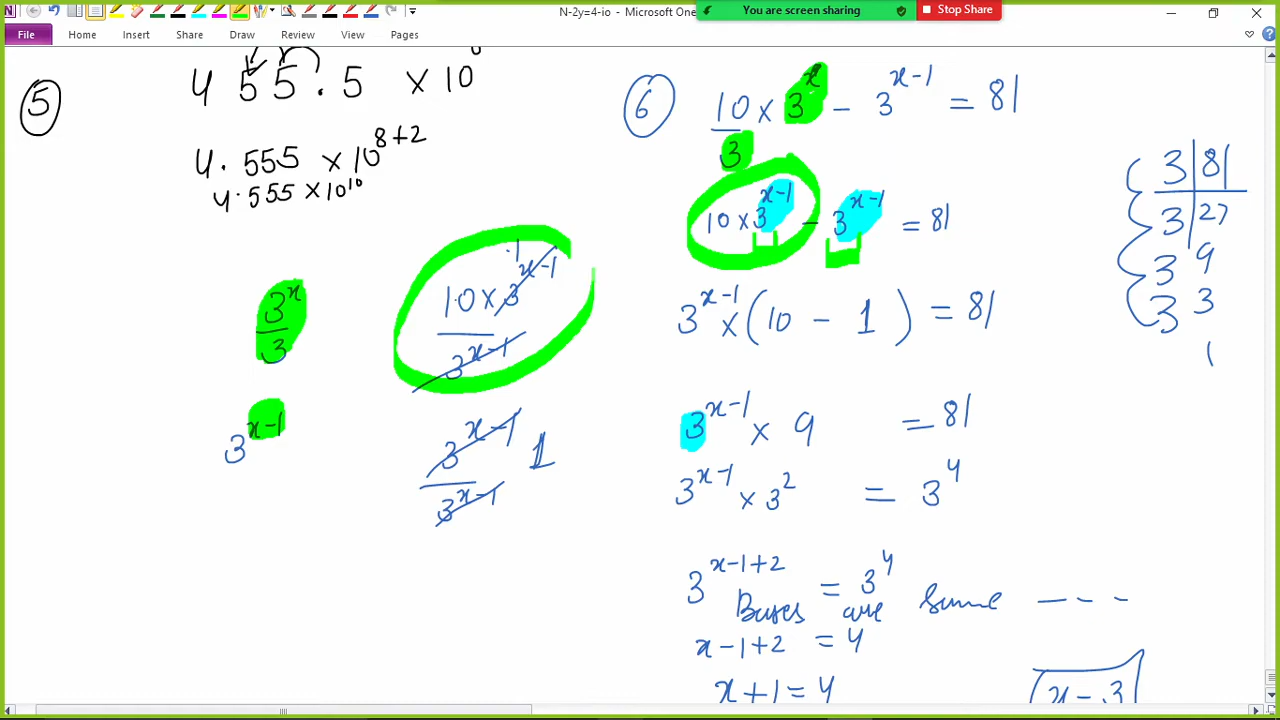 N-2y=4-io - Microsoft One
You are screen sharing
Stop Share
File Home Insert Share Draw Review View Pages
5
455.5 × 10
4.555 × 10^{8+2}
4.555 × 10^{10}
3^x / 3
3^{x-1}
10 × 3^{x-1} / 3^{x-1}
1
3^{x-1} / 3^{x-1} 1
6
10/3 × 3^x - 3^{x-1} = 81
10 × 3^{x-1} - 3^{x-1} = 81
3^{x-1} × (10 - 1) = 81
3^{x-1} × 9 = 81
3^{x-1} × 3^2 = 3^4
3^{x-1+2} = 3^4
Bases are same - - - -
x-1+2 = 4
x+1 = 4
x - 3
3 | 81
3 | 27
3 9
3 3
1